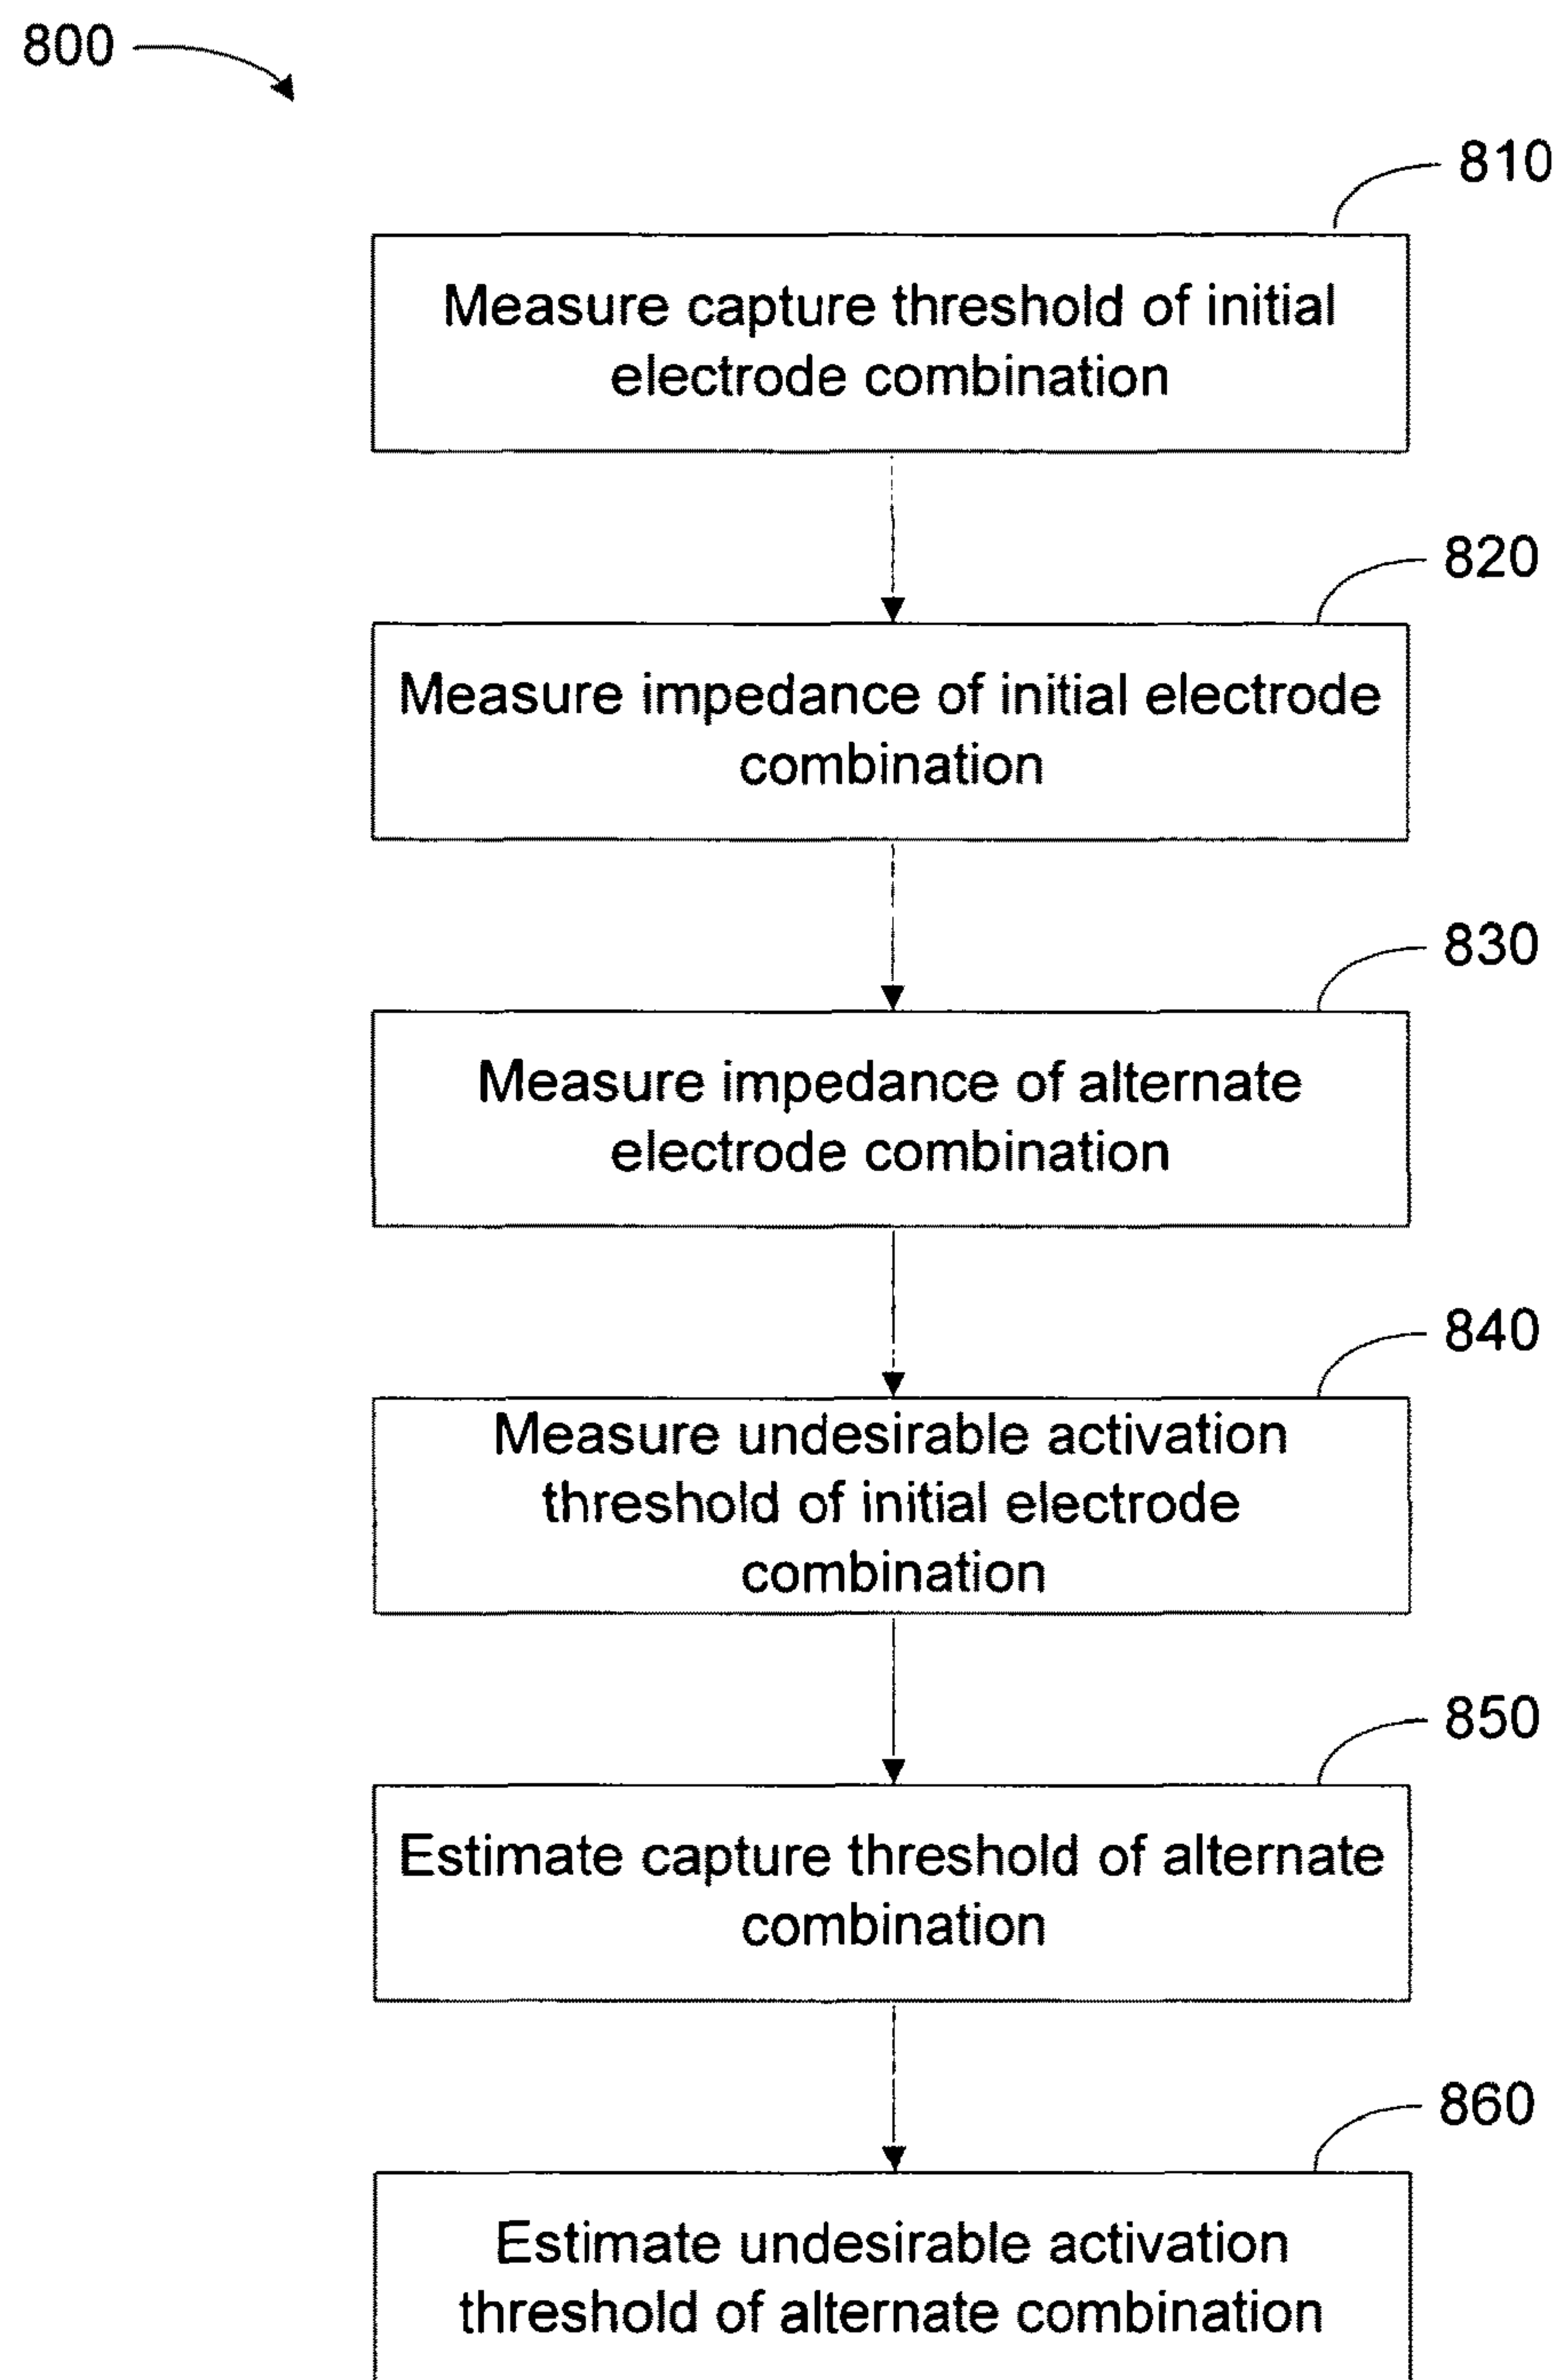 800
810
Measure capture threshold of initial
electrode combination
820
Measure impedance of initial electrode
combination
830
Measure impedance of alternate
electrode combination
840
Measure undesirable activation
threshold of initial electrode
combination
850
Estimate capture threshold of alternate
combination
860
Estimate undesirable activation
threshold of alternate combination